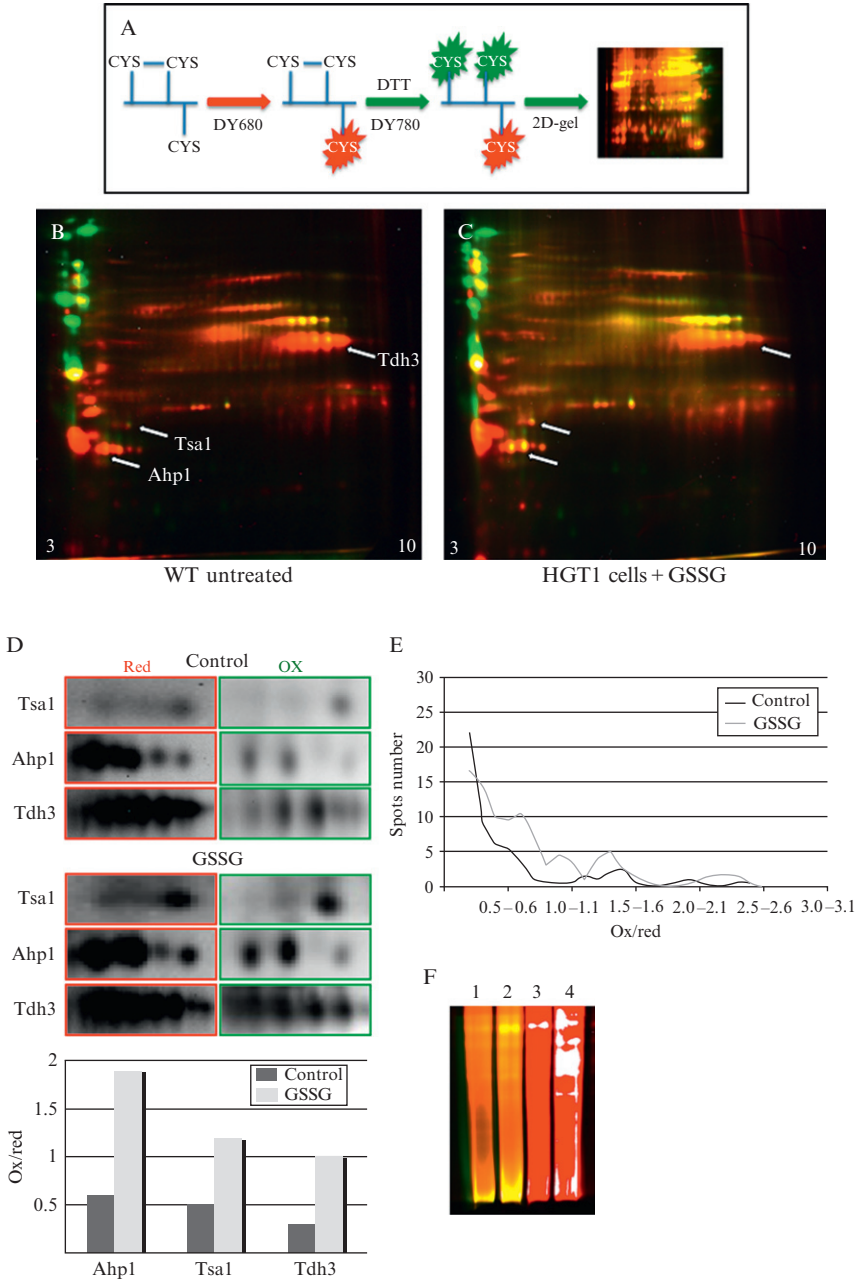 A
CYS CYS
CYS
DY680
CYS CYS
CYS
DTT
DY780
CYS CYS
CYS
2D-gel
B
Tdh3
Tsa1
Ahp1
3
10
WT untreated
C
3
10
HGT1 cells + GSSG
D
Control
Red
OX
Tsa1
Ahp1
Tdh3
GSSG
Tsa1
Ahp1
Tdh3
2
1.5
1
0.5
Ox/red
Control
GSSG
Ahp1 Tsa1 Tdh3
E
30
25
20
15
10
5
0
Spots number
Control
GSSG
0.5–0.6 1.0–1.1 1.5–1.6 2.0–2.1 2.5–2.6 3.0–3.1
Ox/red
F
1 2 3 4